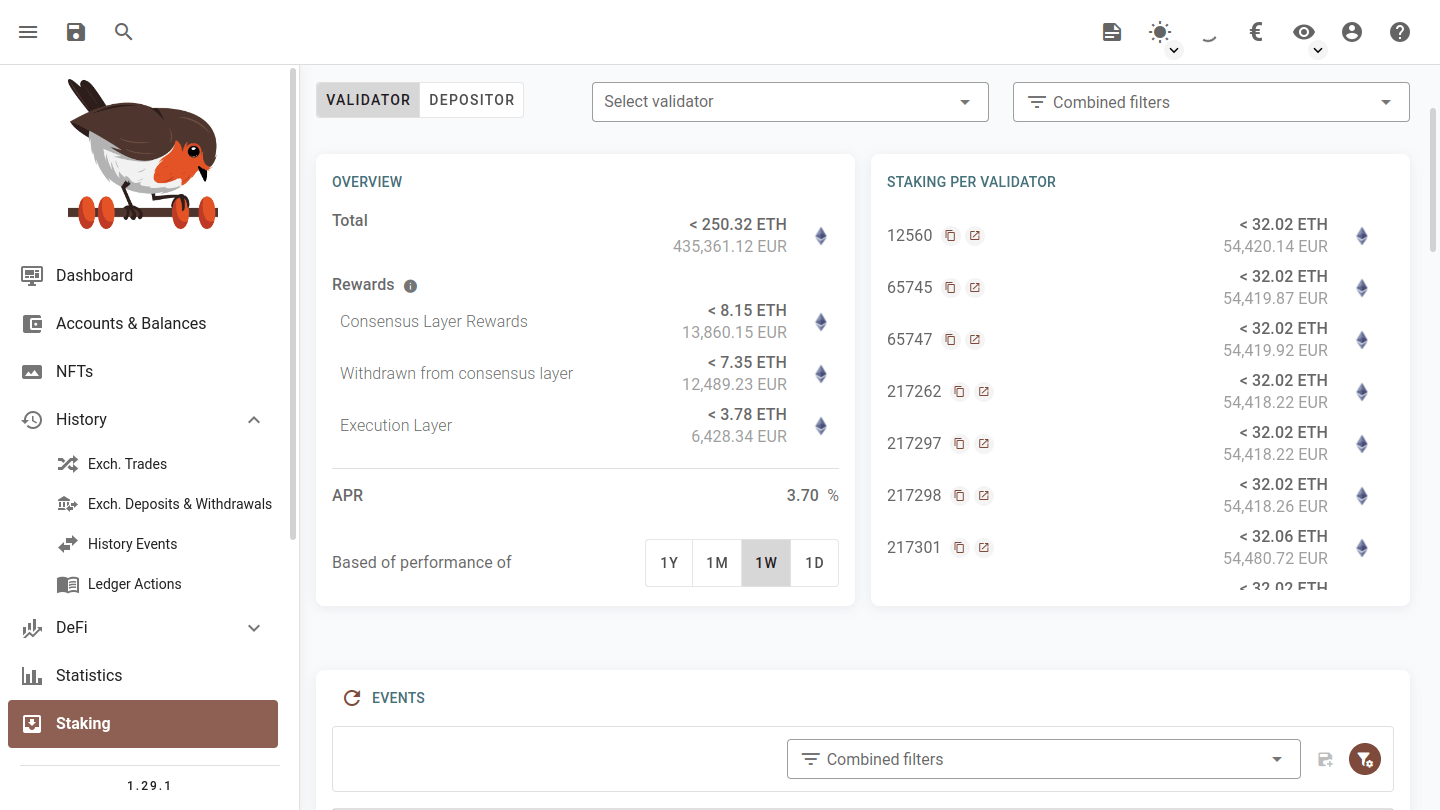 €
VALIDATOR DEPOSITOR
Select validator
Combined filters
Dashboard
Accounts & Balances
NFTs
History
Exch. Trades
Exch. Deposits & Withdrawals
History Events
Ledger Actions
DeFi
Statistics
Staking
1.29.1
OVERVIEW
Total
< 250.32 ETH
435,361.12 EUR
Rewards
Consensus Layer Rewards
< 8.15 ETH
13,860.15 EUR
Withdrawn from consensus layer
< 7.35 ETH
12,489.23 EUR
Execution Layer
< 3.78 ETH
6,428.34 EUR
APR
3.70 %
Based of performance of
1Y 1M 1W 1D
STAKING PER VALIDATOR
12560
< 32.02 ETH
54,420.14 EUR
65745
< 32.02 ETH
54,419.87 EUR
65747
< 32.02 ETH
54,419.92 EUR
217262
< 32.02 ETH
54,418.22 EUR
217297
< 32.02 ETH
54,418.22 EUR
217298
< 32.02 ETH
54,418.26 EUR
217301
< 32.06 ETH
54,480.72 EUR
< 32.02 ETH
EVENTS
Combined filters